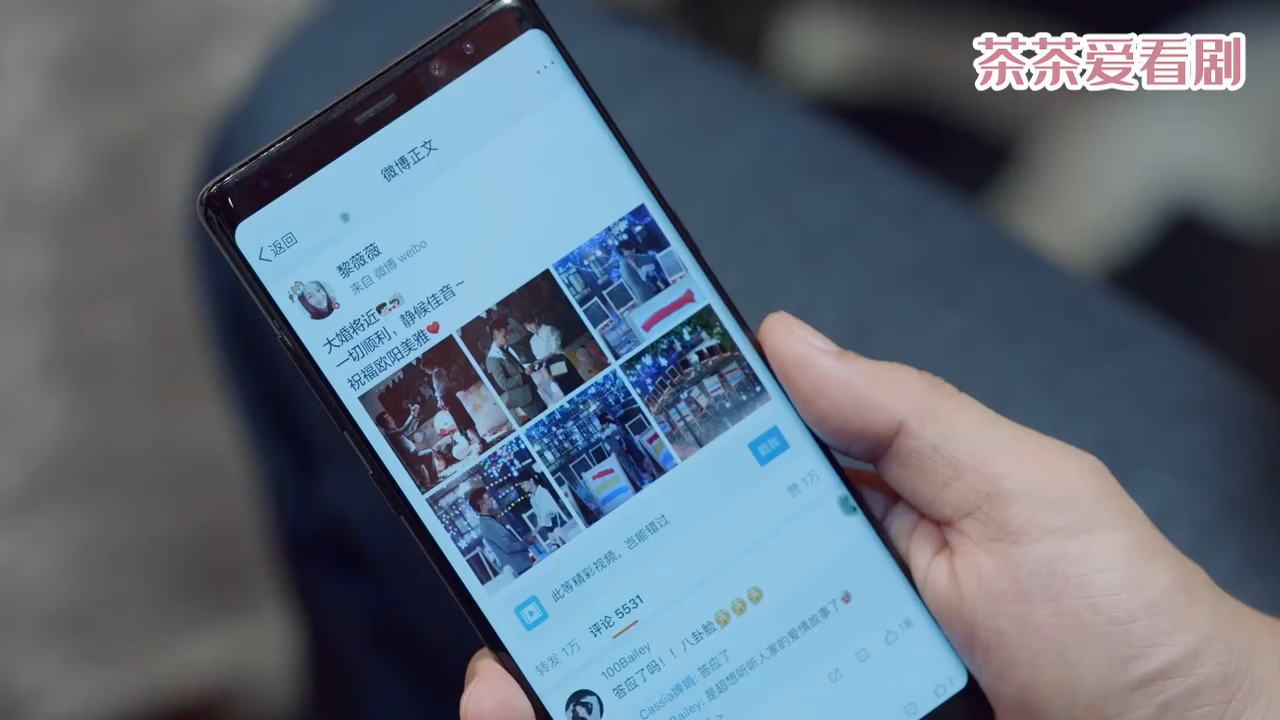 茶茶爱看剧
微博正文
返回
黎薇薇
来自 微博 weibo
大婚将近
一切顺利，静候佳音～
祝福欧阳美雅❤
戳我
此等精彩视频，岂能错过
赞 1万
转发 1万 评论 5531
100Bailey
答应了吗！！八卦脸
Cassia婵娟: 答应了
Bailey: 是超想听听人家的爱情故事了